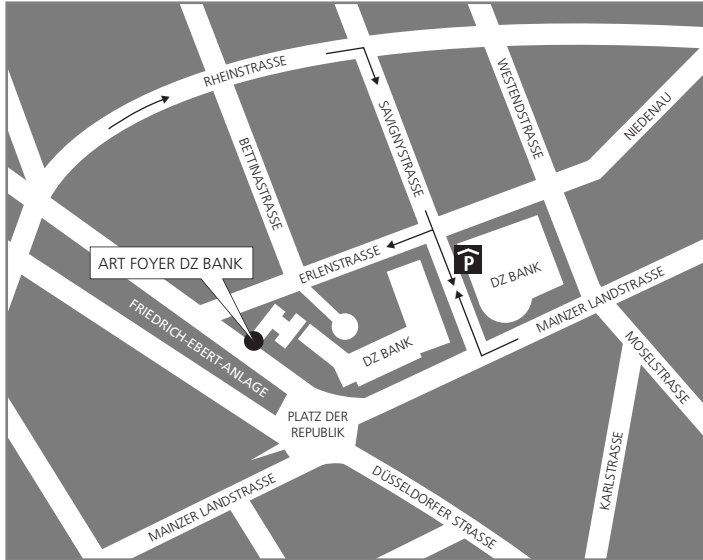 RHEINSTRASSE
SAVIGNYSTRASSE
WESTENDSTRASSE
NIEDENAU
BETTINASTRASSE
ERLENSTRASSE
ART FOYER DZ BANK
P
DZ BANK
MAINZER LANDSTRASSE
FRIEDRICH-EBERT-ANLAGE
DZ BANK
MOSELSTRASSE
PLATZ DER
REPUBLIK
KARLSTRASSE
MAINZER LANDSTRASSE
DÜSSELDORFER STRASSE